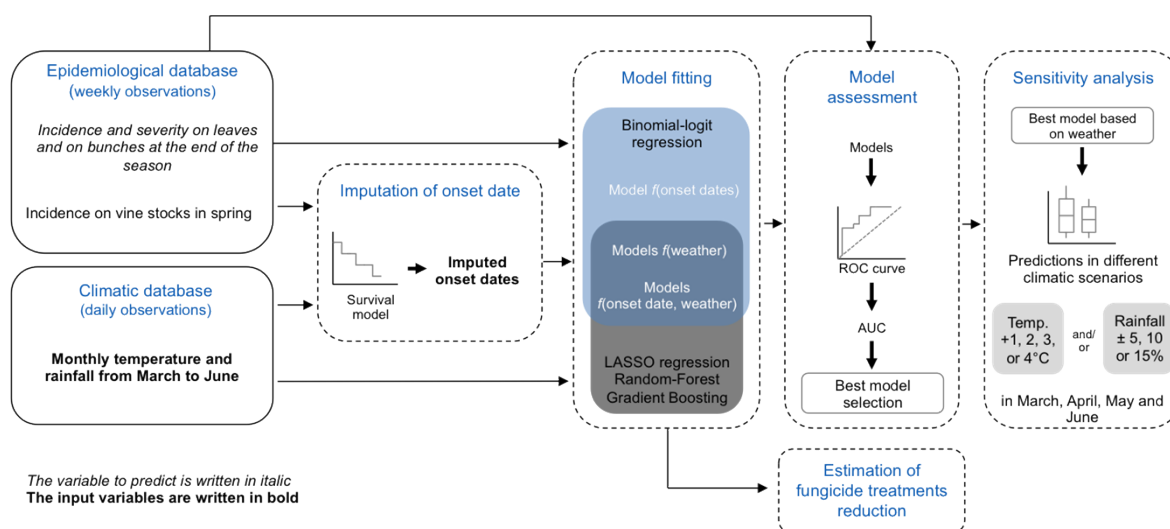 Epidemiological database
(weekly observations)
Incidence and severity on leaves
and on bunches at the end of the
season
Incidence on vine stocks in spring
Climatic database
(daily observations)
Monthly temperature and
rainfall from March to June
Imputation of onset date
Survival
model
Imputed
onset dates
Model fitting
Binomial-logit
regression
Model f(onset dates)
Models f(weather)
Models
f(onset date, weather)
LASSO regression
Random-Forest
Gradient Boosting
Model
assessment
Models
ROC curve
AUC
Best model
selection
Sensitivity analysis
Best model based
on weather
Predictions in different
climatic scenarios
Temp.
+1, 2, 3,
or 4°C
and/
or
Rainfall
± 5, 10
or 15%
in March, April, May and
June
Estimation of
fungicide treatments
reduction
The variable to predict is written in italic
The input variables are written in bold